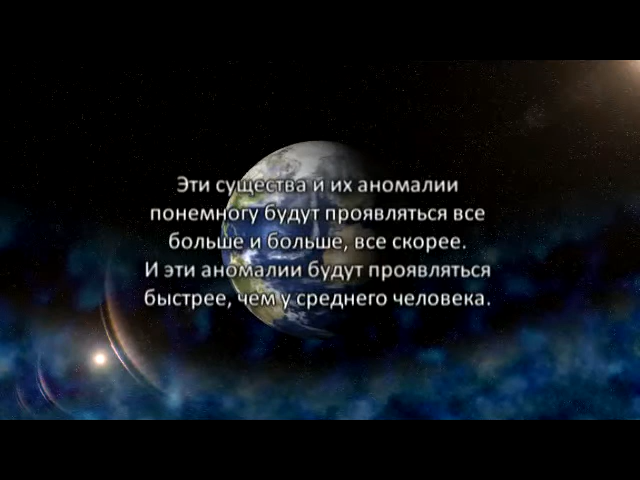 Эти существа и их аномалии
понемногу будут проявляться все
больше и больше, все скорее.
И эти аномалии будут проявляться
быстрее, чем у среднего человека.